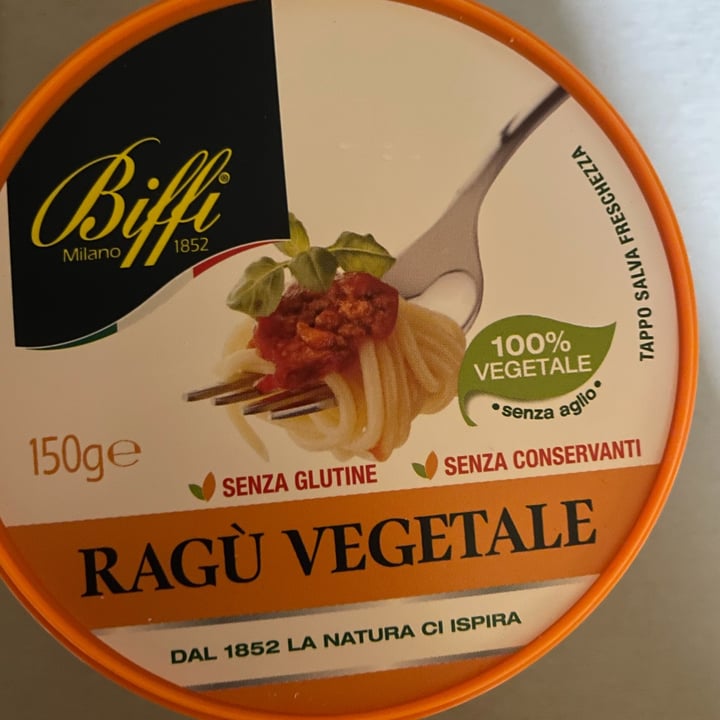 Biffi®
Milano 1852
TAPPO SALVA FRESCHEZZA
100%
VEGETALE
•senza aglio•
150g℮
SENZA GLUTINE
SENZA CONSERVANTI
RAGÙ VEGETALE
DAL 1852 LA NATURA CI ISPIRA